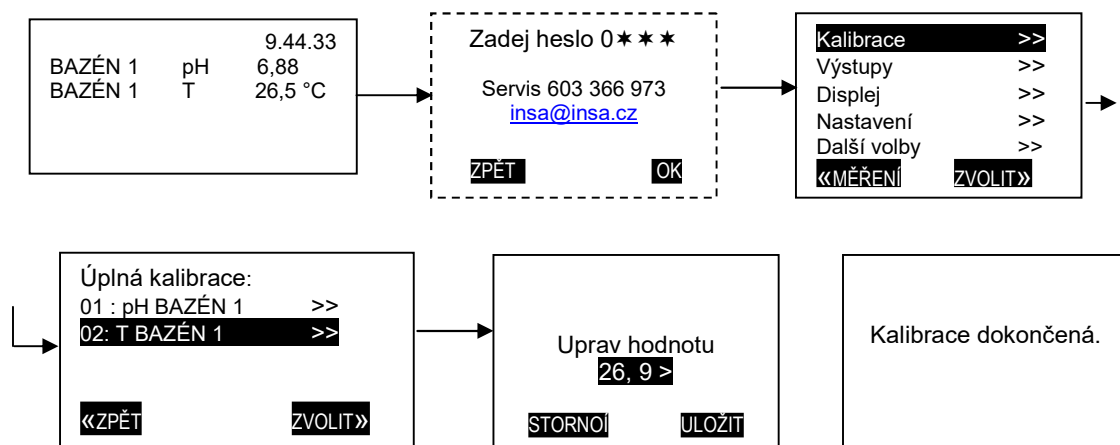 9.44.33
BAZÉN 1 pH 6,88
BAZÉN 1 T 26,5 °C
Zadej heslo 0✶✶✶
Servis 603 366 973
insa@insa.cz
ZPĚT OK
Kalibrace >>
Výstupy >>
Displej >>
Nastavení >>
Další volby >>
«MĚŘENÍ ZVOLIT»
Úplná kalibrace:
01 : pH BAZÉN 1 >>
02: T BAZÉN 1 >>
«ZPĚT ZVOLIT»
Uprav hodnotu
26, 9 >
STORNOÍ ULOŽIT
Kalibrace dokončená.